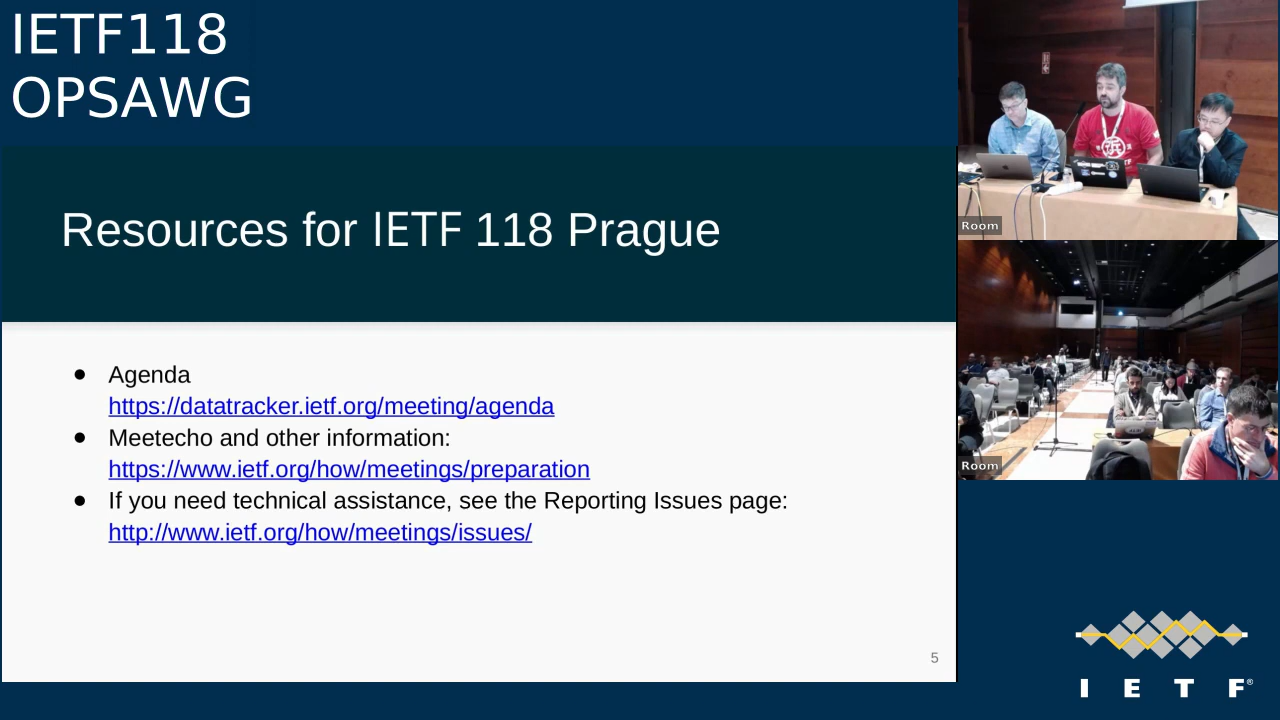 IETF118
OPSAWG
Resources for IETF 118 Prague
● Agenda
https://datatracker.ietf.org/meeting/agenda
● Meetecho and other information:
https://www.ietf.org/how/meetings/preparation
● If you need technical assistance, see the Reporting Issues page:
http://www.ietf.org/how/meetings/issues/
5
Room
Room
I E T F®